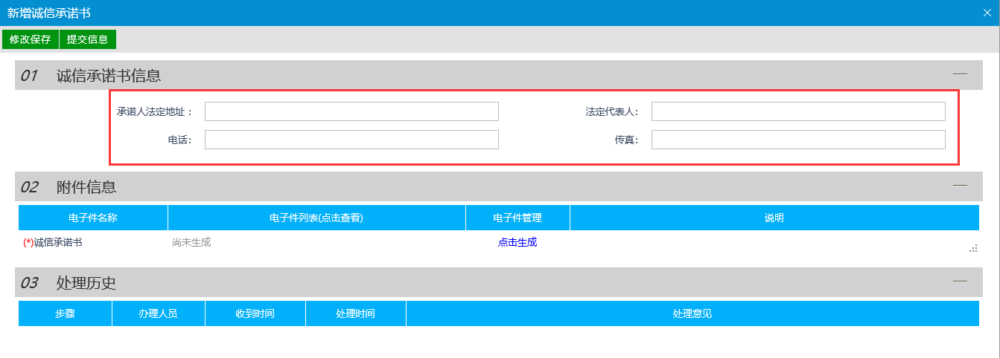 新增诚信承诺书
修改保存 提交信息
01 诚信承诺书信息
承诺人法定地址： 法定代表人：
电话： 传真：
02 附件信息
电子件名称 电子件列表(点击查看) 电子件管理 说明
(*)诚信承诺书 尚未生成 点击生成
03 处理历史
步骤 办理人员 收到时间 处理时间 处理意见